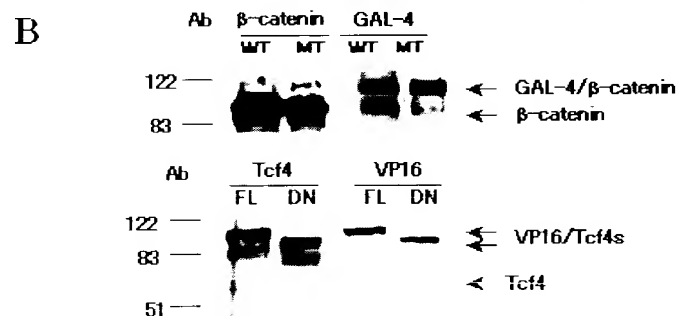 B
Ab β-catenin GAL-4
WT MT WT MT
122
GAL-4/β-catenin
β-catenin
83
Ab Tcf4 VP16
FL DN FL DN
122
VP16/Tcf4s
83
Tcf4
51